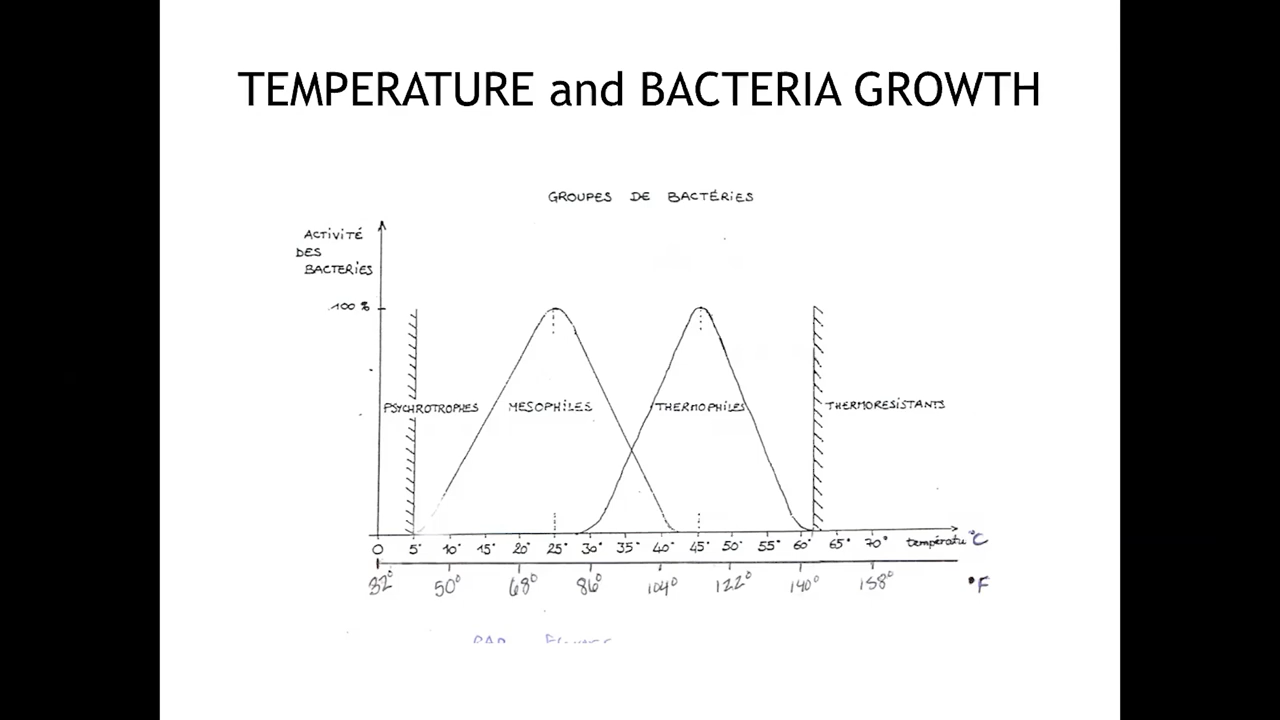 TEMPERATURE and BACTERIA GROWTH
GROUPES DE BACTÉRIES
ACTIVITÉ
DES
BACTERIES
100 %
PSYCHROTROPHES MESOPHILES THERMOPHILES THERMORESISTANTS
0 5° 10° 15° 20° 25° 30° 35° 40° 45° 50° 55° 60° 65° 70° températu °C
32° 50° 68° 86° 104° 122° 140° 158° °F